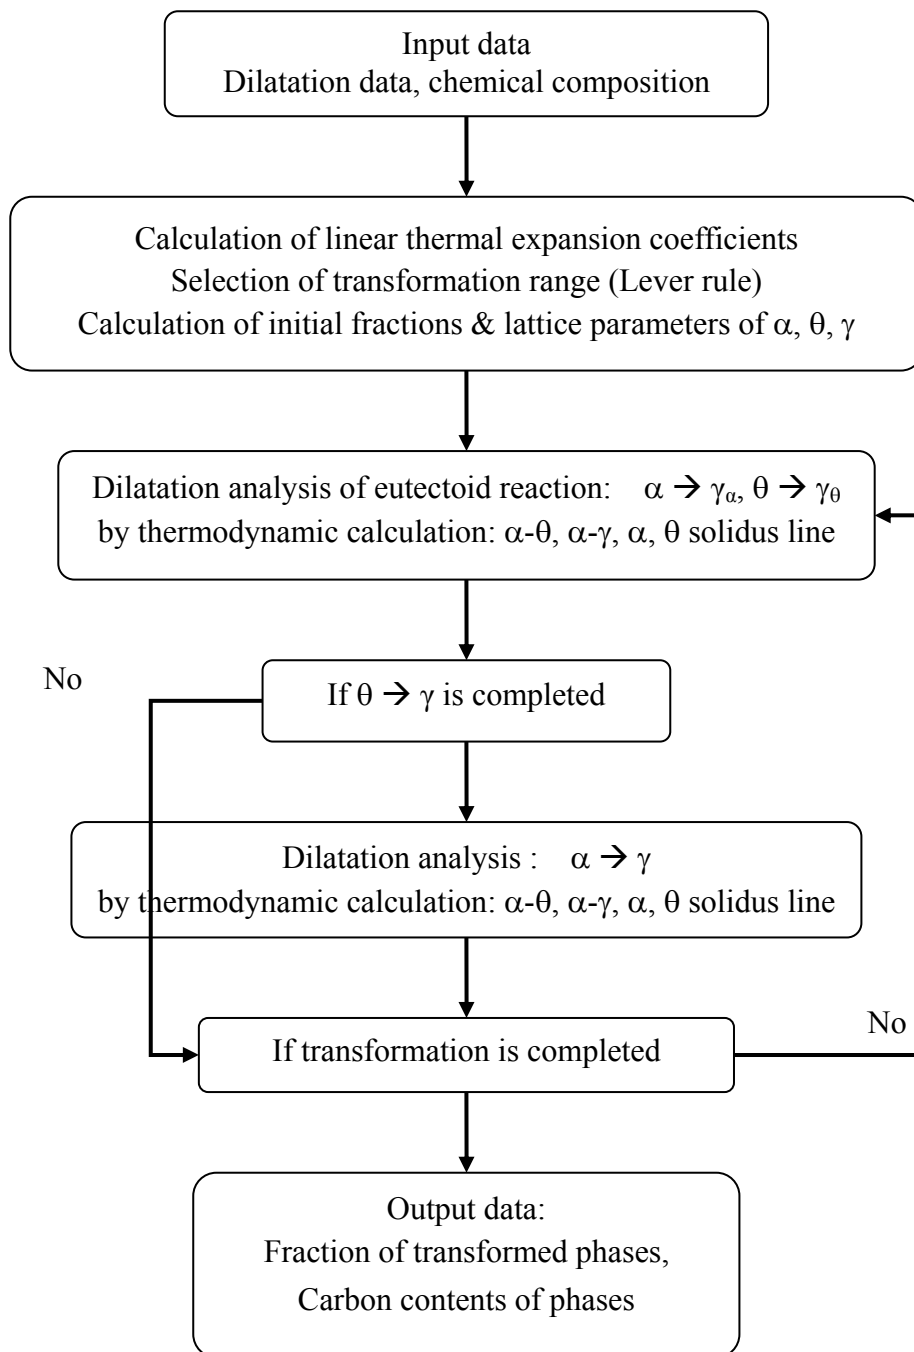 Input data
Dilatation data, chemical composition
Calculation of linear thermal expansion coefficients
Selection of transformation range (Lever rule)
Calculation of initial fractions & lattice parameters of α, θ, γ
Dilatation analysis of eutectoid reaction: α → γα, θ → γθ
by thermodynamic calculation: α-θ, α-γ, α, θ solidus line
No
If θ → γ is completed
Dilatation analysis : α → γ
by thermodynamic calculation: α-θ, α-γ, α, θ solidus line
No
If transformation is completed
Output data:
Fraction of transformed phases,
Carbon contents of phases